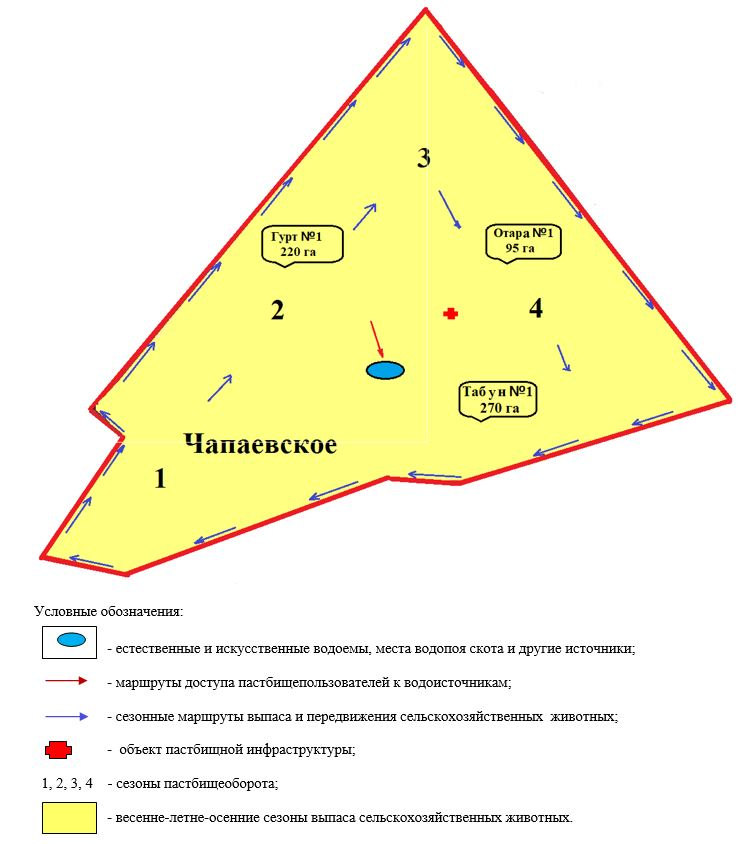 3
Гурт №1
220 га
Отара №1
95 га
2
4
Табун №1
270 га
Чапаевское
1
Условные обозначения:
- естественные и искусственные водоемы, места водопоя скота и другие источники;
- маршруты доступа пастбищепользователей к водоисточникам;
- сезонные маршруты выпаса и передвижения сельскохозяйственных животных;
- объект пастбищной инфраструктуры;
1, 2, 3, 4 - сезоны пастбищеоборота;
- весенне-летне-осенние сезоны выпаса сельскохозяйственных животных.